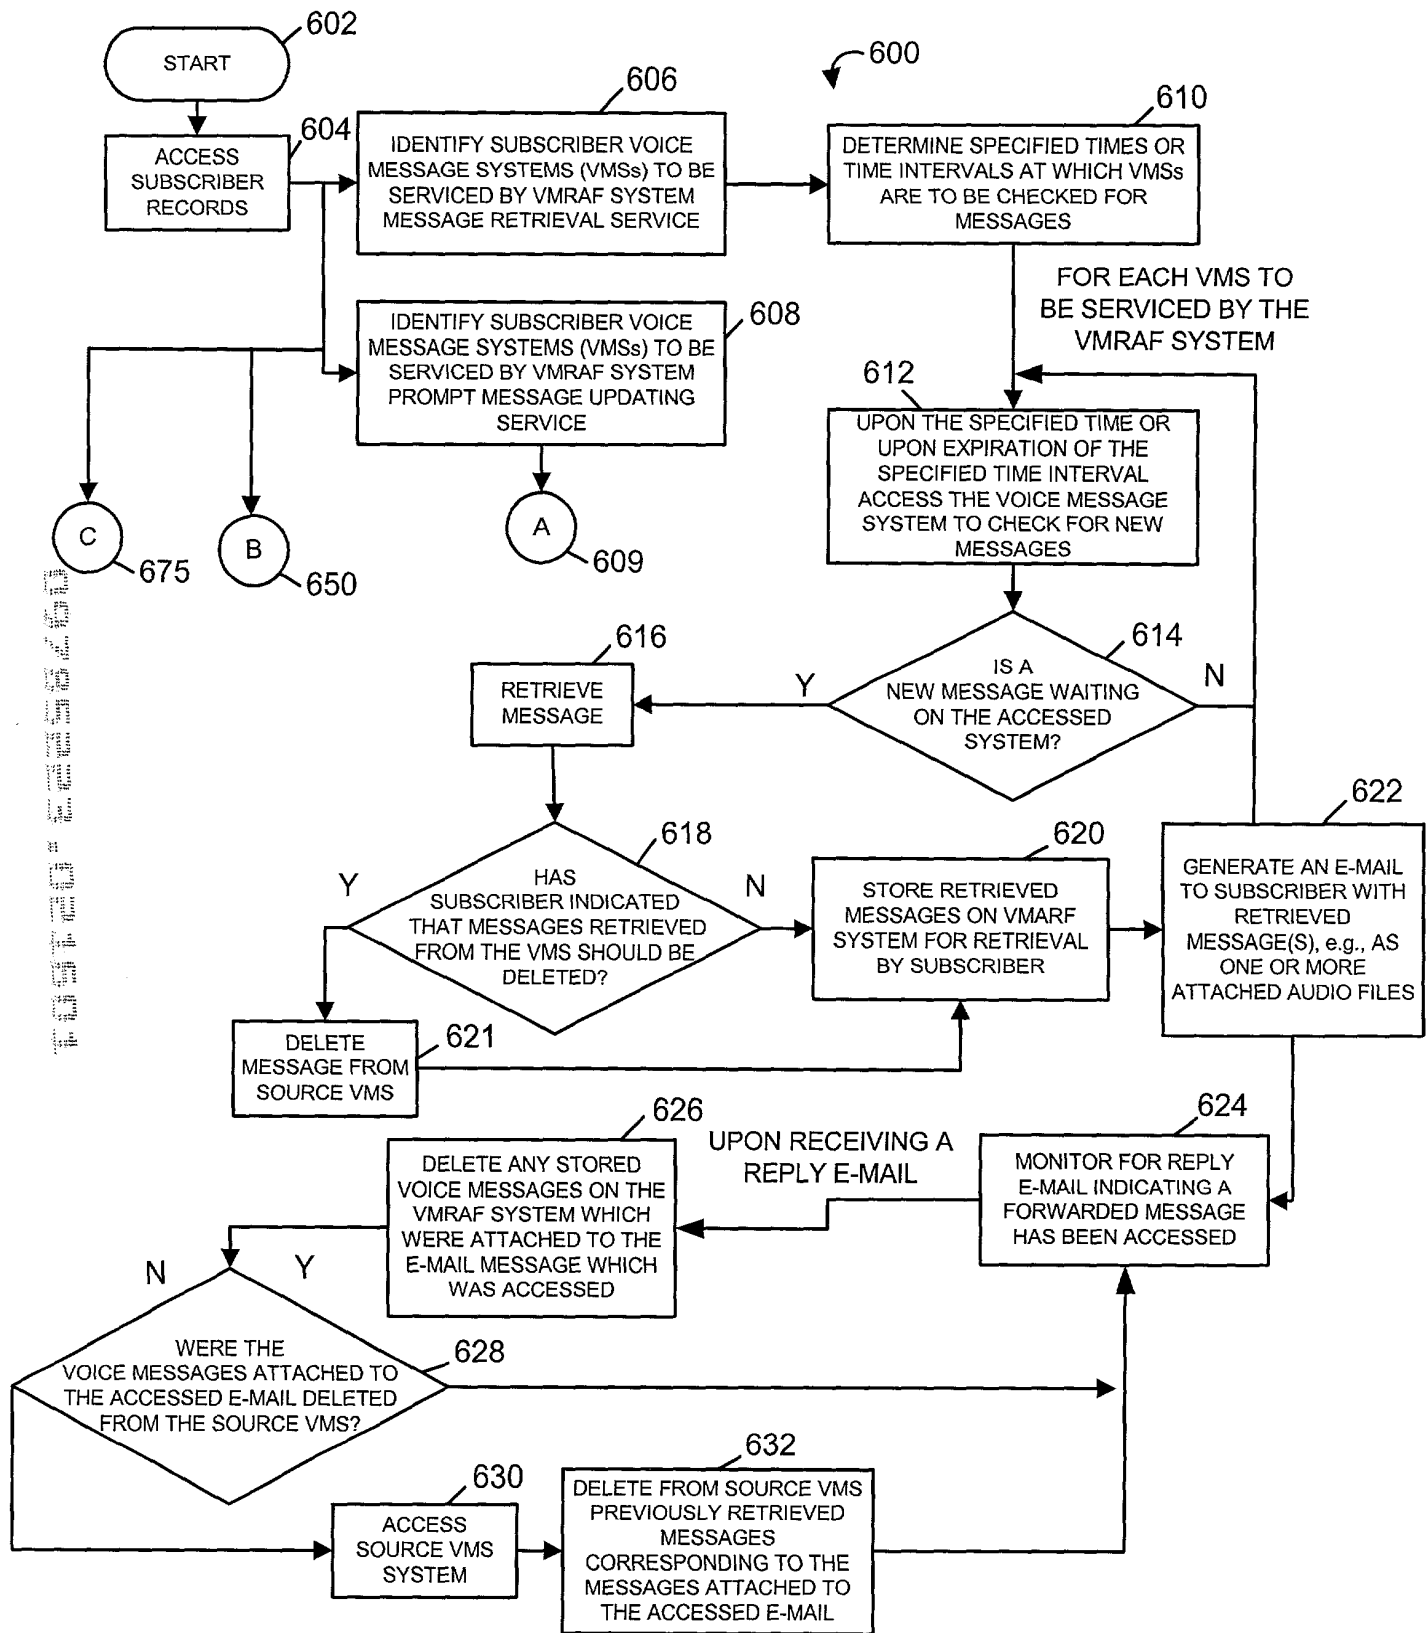 602
START
600
606
610
604
ACCESS
SUBSCRIBER
RECORDS
IDENTIFY SUBSCRIBER VOICE
MESSAGE SYSTEMS (VMSs) TO BE
SERVICED BY VMRAF SYSTEM
MESSAGE RETRIEVAL SERVICE
DETERMINE SPECIFIED TIMES OR
TIME INTERVALS AT WHICH VMSs
ARE TO BE CHECKED FOR
MESSAGES
FOR EACH VMS TO
BE SERVICED BY THE
VMRAF SYSTEM
608
IDENTIFY SUBSCRIBER VOICE
MESSAGE SYSTEMS (VMSs) TO BE
SERVICED BY VMRAF SYSTEM
PROMPT MESSAGE UPDATING
SERVICE
612
UPON THE SPECIFIED TIME OR
UPON EXPIRATION OF THE
SPECIFIED TIME INTERVAL
ACCESS THE VOICE MESSAGE
SYSTEM TO CHECK FOR NEW
MESSAGES
C
675
B
650
A
609
09785223.021501
614
IS A
NEW MESSAGE WAITING
ON THE ACCESSED
SYSTEM?
Y
N
616
RETRIEVE
MESSAGE
618
HAS
SUBSCRIBER INDICATED
THAT MESSAGES RETRIEVED
FROM THE VMS SHOULD BE
DELETED?
Y
N
620
STORE RETRIEVED
MESSAGES ON VMARF
SYSTEM FOR RETRIEVAL
BY SUBSCRIBER
622
GENERATE AN E-MAIL
TO SUBSCRIBER WITH
RETRIEVED
MESSAGE(S), e.g., AS
ONE OR MORE
ATTACHED AUDIO FILES
621
DELETE
MESSAGE FROM
SOURCE VMS
624
MONITOR FOR REPLY
E-MAIL INDICATING A
FORWARDED MESSAGE
HAS BEEN ACCESSED
UPON RECEIVING A
REPLY E-MAIL
626
DELETE ANY STORED
VOICE MESSAGES ON THE
VMRAF SYSTEM WHICH
WERE ATTACHED TO THE
E-MAIL MESSAGE WHICH
WAS ACCESSED
N
Y
628
WERE THE
VOICE MESSAGES ATTACHED TO
THE ACCESSED E-MAIL DELETED
FROM THE SOURCE VMS?
630
ACCESS
SOURCE VMS
SYSTEM
632
DELETE FROM SOURCE VMS
PREVIOUSLY RETRIEVED
MESSAGES
CORRESPONDING TO THE
MESSAGES ATTACHED TO
THE ACCESSED E-MAIL